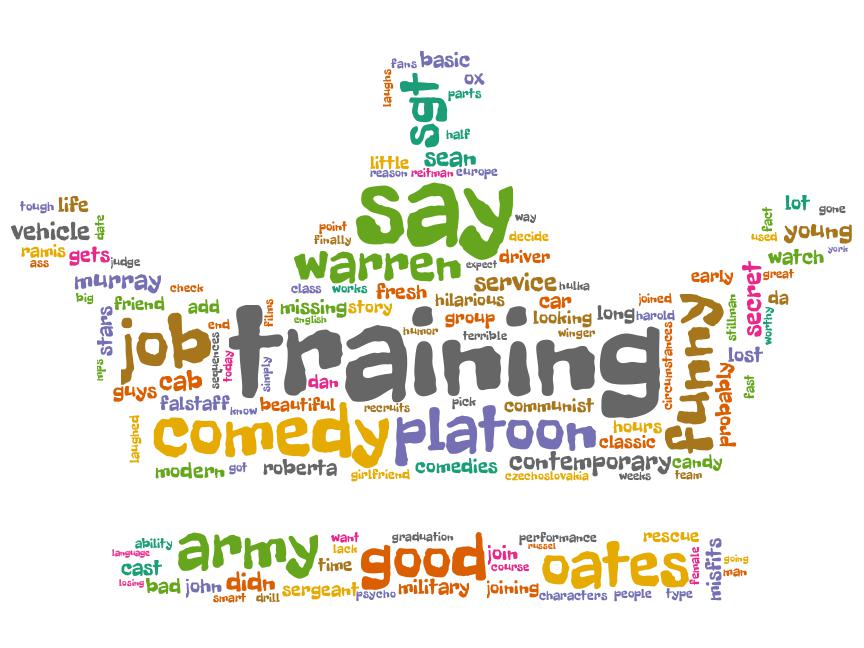 fans basic
laughs
ox
sgt
parts
half
little sean
reason reitman europe
say
way
point
finally
decide
warren
expect driver
tough life
date
vehicle
ramis gets judge
ass
murray check
big friend add
stars
mps
lot gone
fact
used young
york
watch
secret great
early
da
worthy
stillman
lost
fast
probably
class works fresh
service hulka
hilarious car
missing story
english
films
group looking long joined harold
humor terrible winger
job end
sequences
today
training
simply
dan
circumstances
funny
guys cab
falstaff know beautiful recruits pick communist
laughed
comedy platoon
hours
classic
modern got roberta girlfriend comedies contemporary candy
czechoslovakia weeks team
ability want graduation performance rescue
language
army
lack
time
good
join
course
russel
oates
female
misfits
going
man
cast
losing bad john didn
smart drill
sergeant psycho military joining characters people type